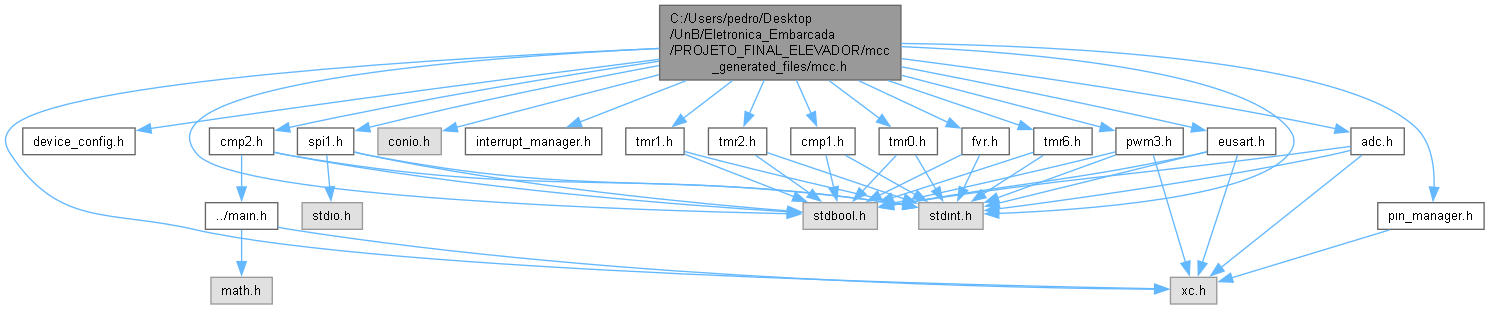 C:/Users/pedro/Desktop
/UnB/Eletronica_Embarcada
/PROJETO_FINAL_ELEVADOR/mcc
_generated_files/mcc.h
device_config.h
cmp2.h
spi1.h
conio.h
interrupt_manager.h
tmr1.h
tmr2.h
cmp1.h
tmr0.h
fvr.h
tmr6.h
pwm3.h
eusart.h
adc.h
../main.h
stdio.h
stdbool.h
stdint.h
pin_manager.h
math.h
xc.h